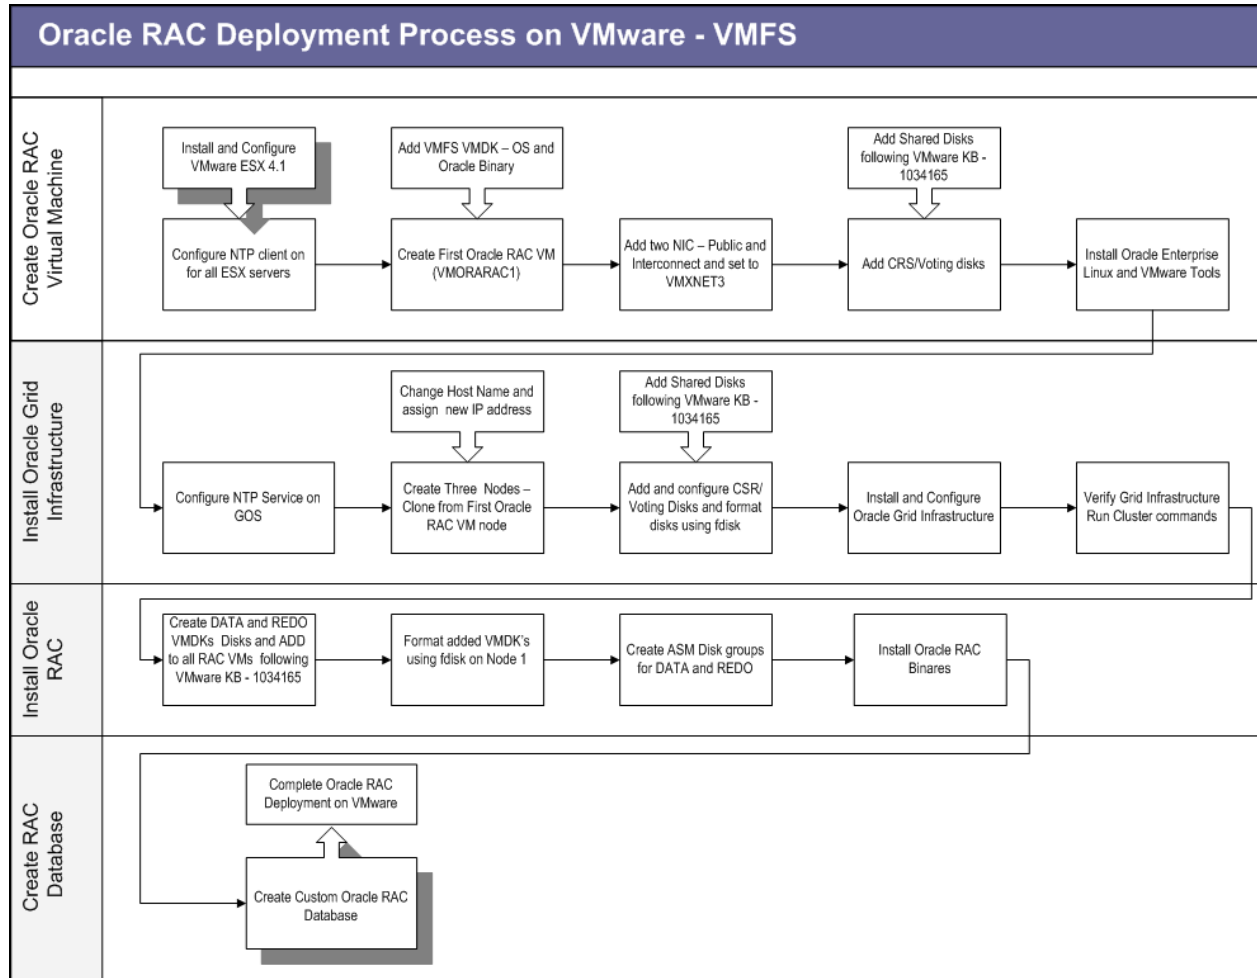 Oracle RAC Deployment Process on VMware - VMFS
Create Oracle RAC
Virtual Machine
Install and Configure
VMware ESX 4.1
Add VMFS VMDK – OS and
Oracle Binary
Add Shared Disks
following VMware KB -
1034165
Configure NTP client on
for all ESX servers
Create First Oracle RAC VM
(VMORARAC1)
Add two NIC – Public and
Interconnect and set to
VMXNET3
Add CRS/Voting disks
Install Oracle Enterprise
Linux and VMware Tools
Install Oracle Grid
Infrastructure
Change Host Name and
assign new IP address
Add Shared Disks
following VMware KB -
1034165
Configure NTP Service on
GOS
Create Three Nodes –
Clone from First Oracle
RAC VM node
Add and configure CSR/
Voting Disks and format
disks using fdisk
Install and Configure
Oracle Grid Infrastructure
Verify Grid Infrastructure
Run Cluster commands
Install Oracle
RAC
Create DATA and REDO
VMDKs Disks and ADD
to all RAC VMs following
VMware KB - 1034165
Format added VMDK's
using fdisk on Node 1
Create ASM Disk groups
for DATA and REDO
Install Oracle RAC
Binares
Create RAC
Database
Complete Oracle RAC
Deployment on VMware
Create Custom Oracle RAC
Database